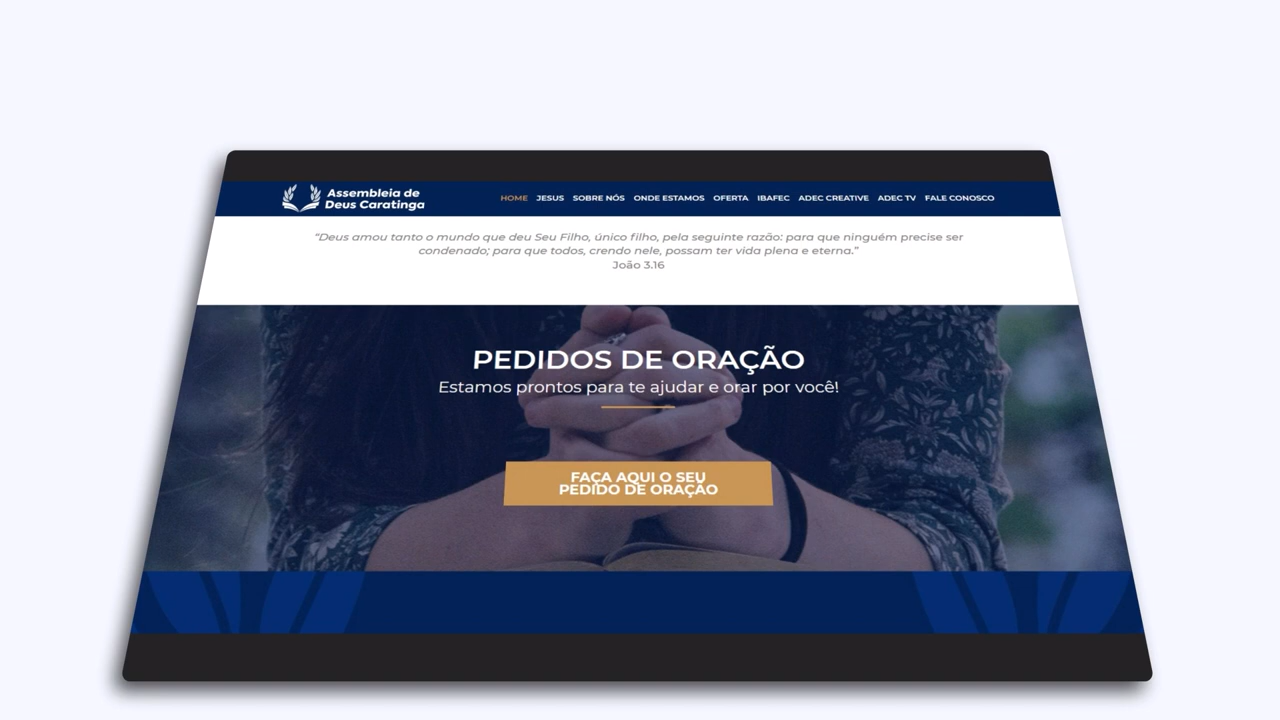 Assembleia de
Deus Caratinga
HOME JESUS SOBRE NÓS ONDE ESTAMOS OFERTA IBAFEC ADEC CREATIVE ADEC TV FALE CONOSCO
“Deus amou tanto o mundo que deu Seu Filho, único filho, pela seguinte razão: para que ninguém precise ser
condenado; para que todos, crendo nele, possam ter vida plena e eterna.”
João 3.16
PEDIDOS DE ORAÇÃO
Estamos prontos para te ajudar e orar por você!
FAÇA AQUI O SEU
PEDIDO DE ORAÇÃO